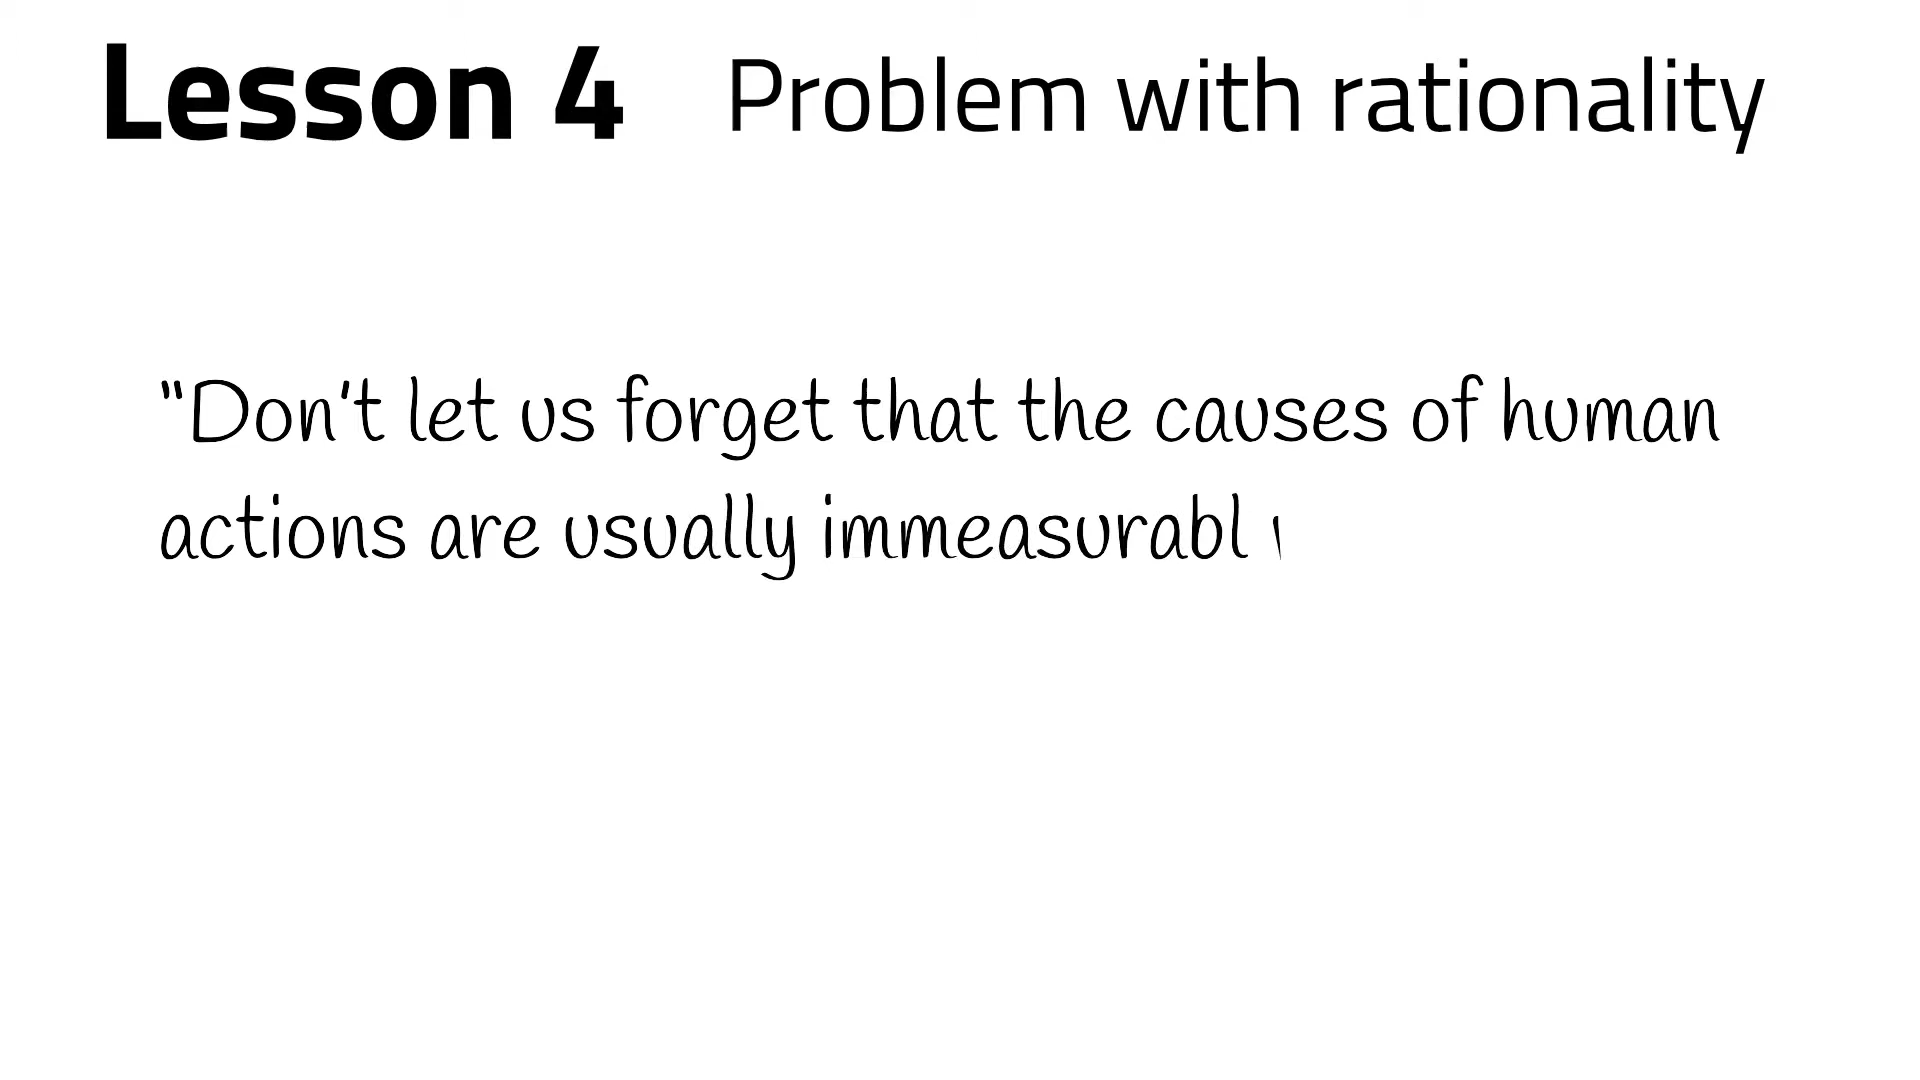 Lesson 4 Problem with rationality
"Don't let us forget that the causes of human
actions are usually immeasurabl